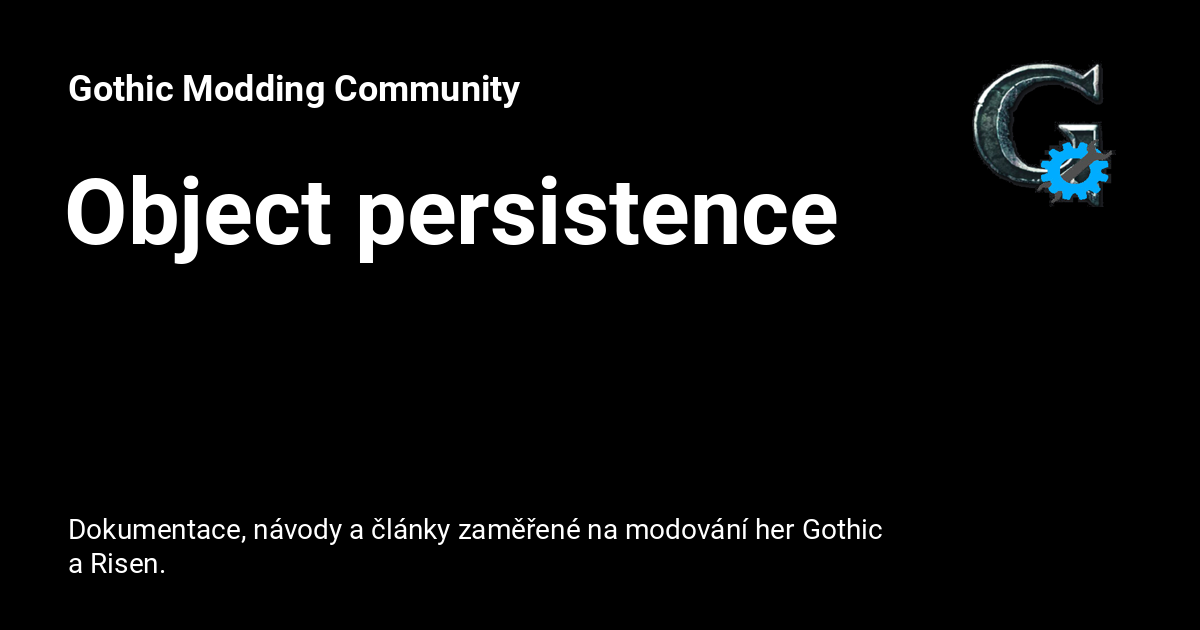 Gothic Modding Community
Object persistence
Dokumentace, návody a články zaměřené na modování her Gothic
a Risen.